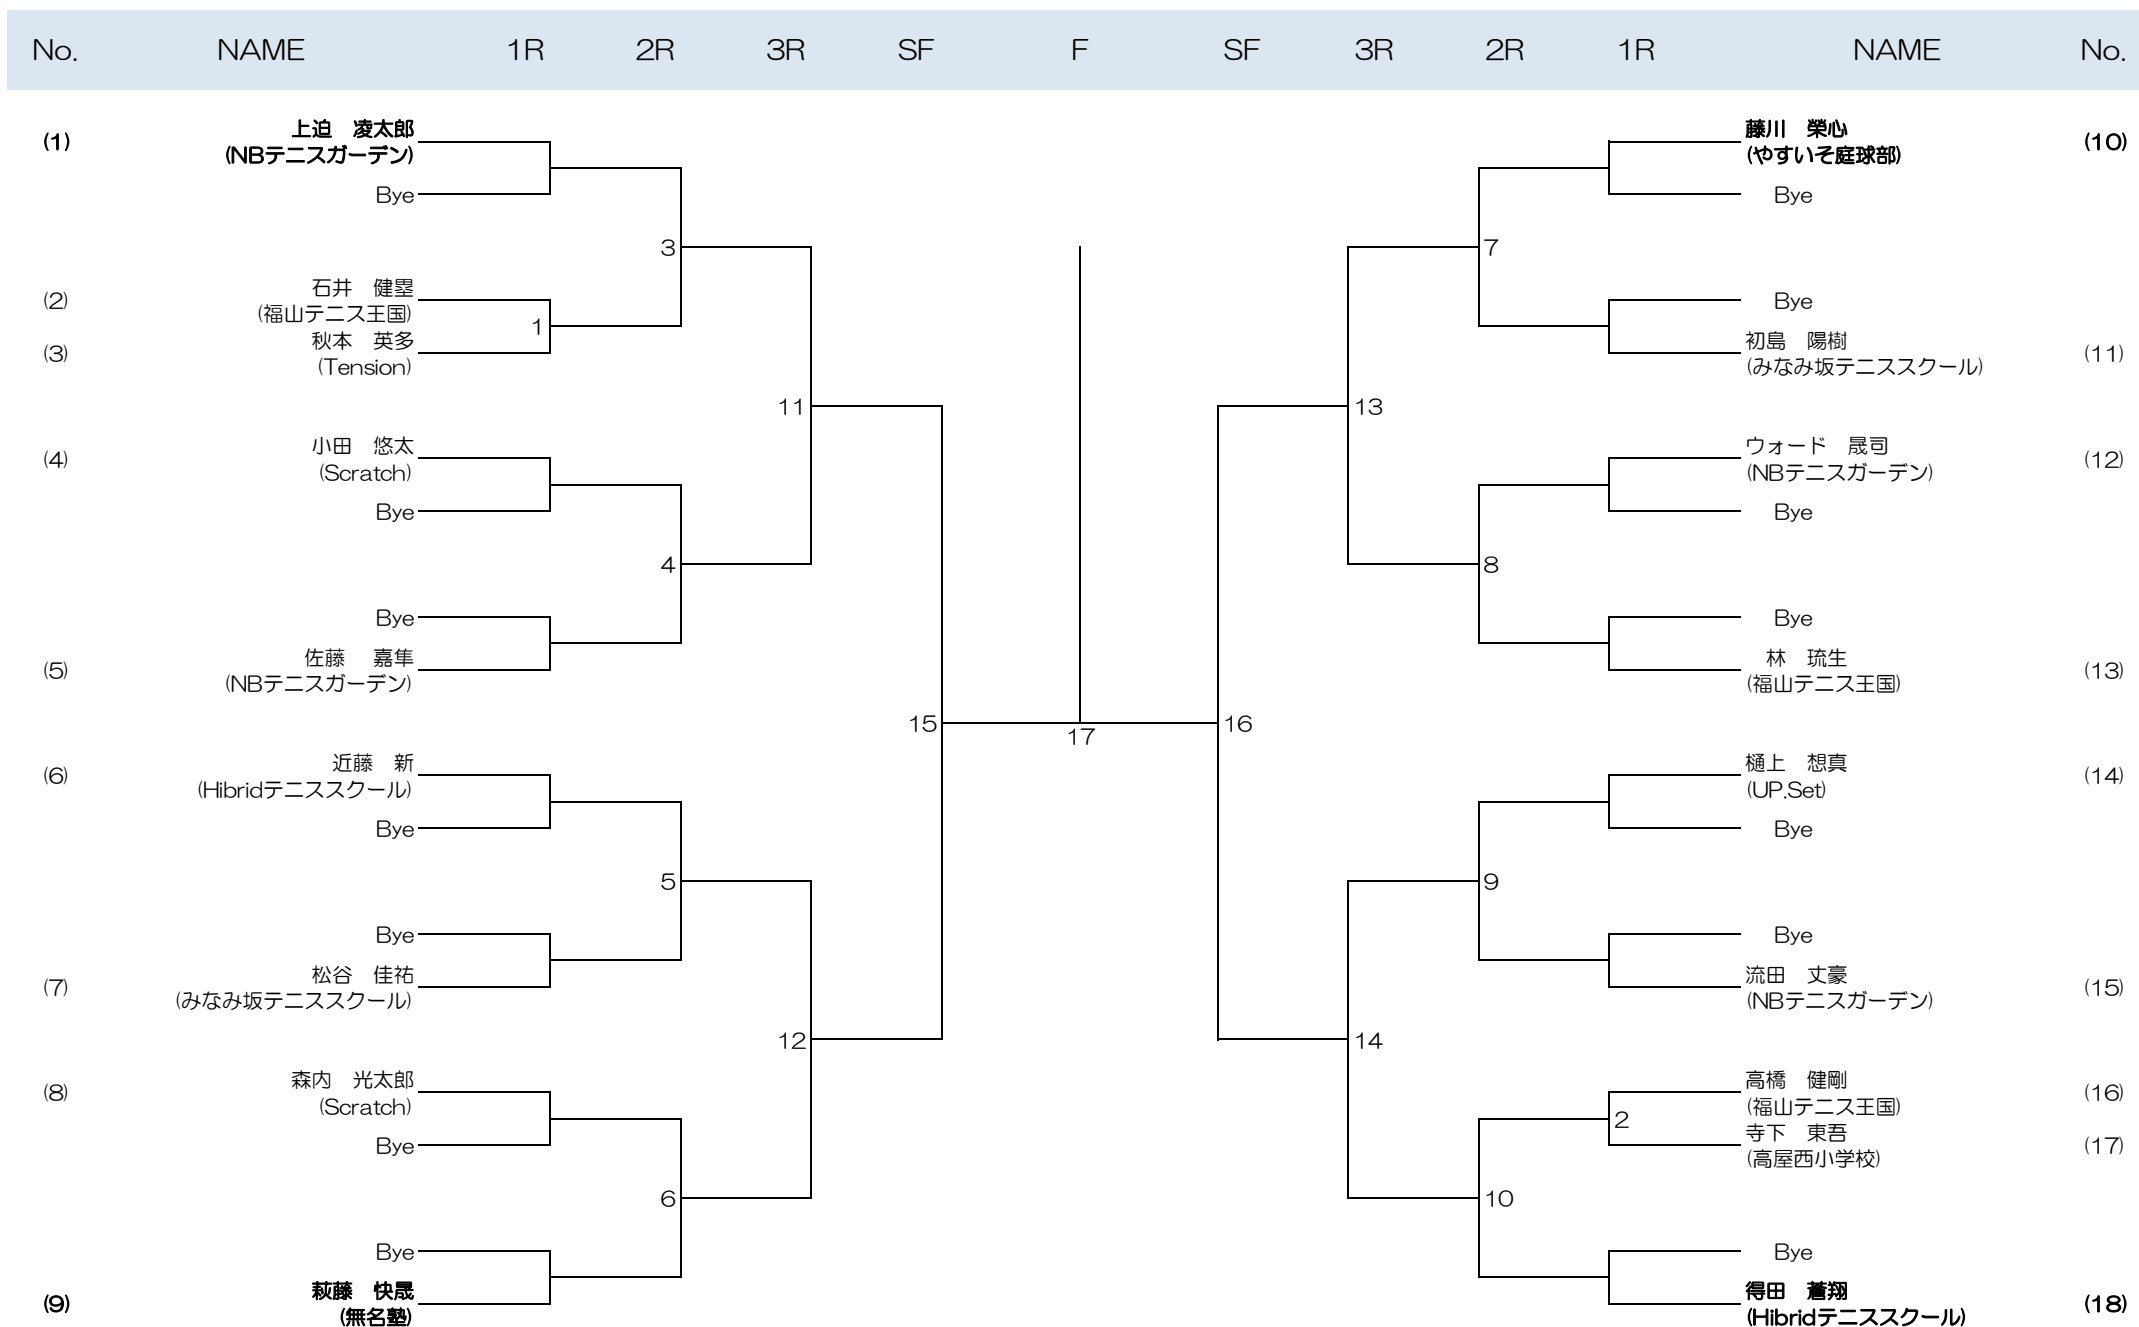 No. NAME 1R 2R 3R SF F SF 3R 2R 1R NAME No.
(1) 上迫　凌太郎 藤川　榮心 (10)
(NBテニスガーデン) (やすいそ庭球部)
Bye Bye
3 7
(2) 石井　健塁 Bye
(福山テニス王国)
1
(3) 秋本　英多 初島　陽樹 (11)
(Tension) (みなみ坂テニススクール)
11 13
(4) 小田　悠太 ウォード　晟司 (12)
(Scratch) (NBテニスガーデン)
Bye Bye
4 8
Bye Bye
(5) 佐藤　嘉隼 林　琉生 (13)
(NBテニスガーデン) (福山テニス王国)
15 16
17
(6) 近藤　新 樋上　想真 (14)
(Hibridテニススクール) (UP.Set)
Bye Bye
5 9
Bye Bye
(7) 松谷　佳祐 流田　丈豪 (15)
(みなみ坂テニススクール) (NBテニスガーデン)
12 14
(8) 森内　光太郎 高橋　健剛 (16)
(Scratch) (福山テニス王国)
2
Bye 寺下　東吾 (17)
(高屋西小学校)
6 10
Bye Bye
(9) 萩藤　快晟 得田　蒼翔 (18)
(無名塾) (Hibridテニススクール)